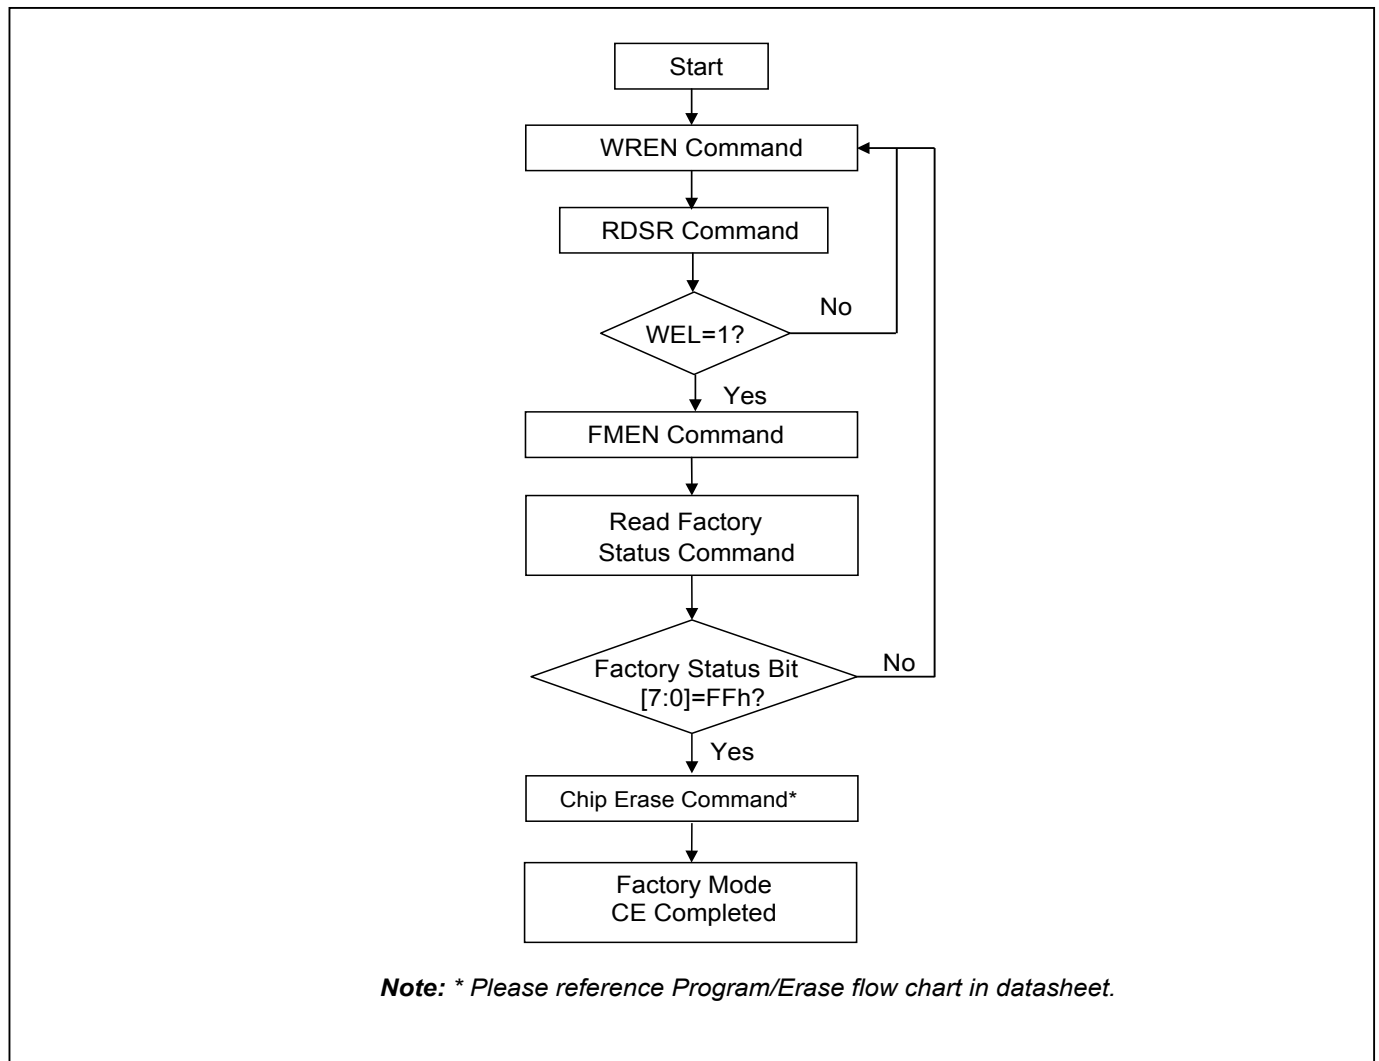 Start
WREN Command
RDSR Command
No
WEL=1?
Yes
FMEN Command
Read Factory
Status Command
No
Factory Status Bit
[7:0]=FFh?
Yes
Chip Erase Command*
Factory Mode
CE Completed
Note: * Please reference Program/Erase flow chart in datasheet.